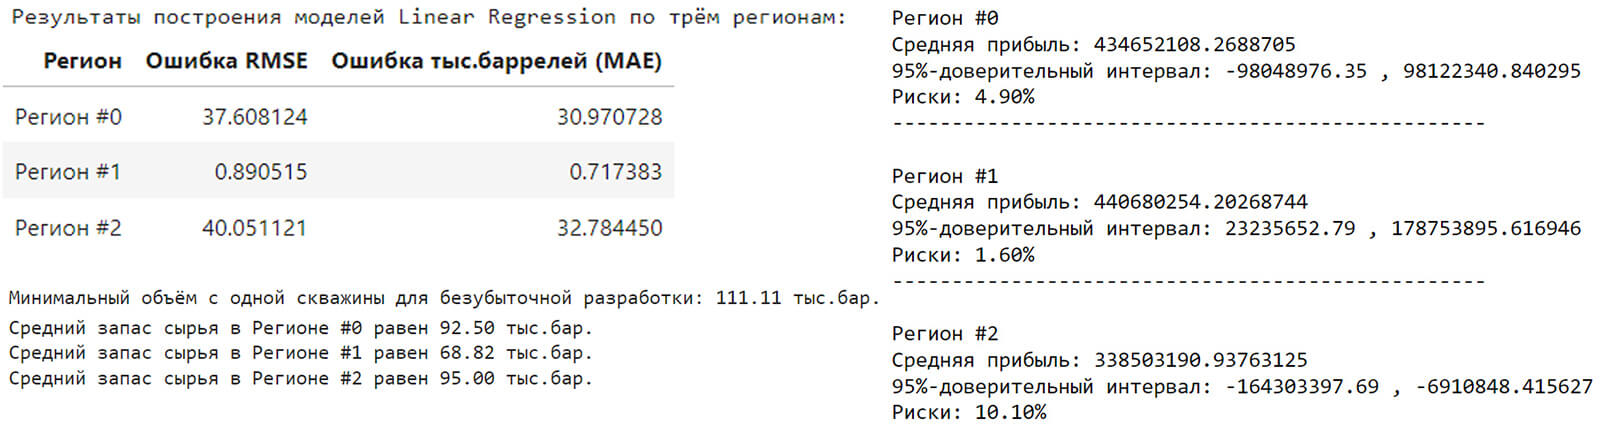 Результаты построения моделей Linear Regression по трём регионам:
Регион Ошибка RMSE Ошибка тыс.баррелей (MAE)
Регион #0 37.608124 30.970728
Регион #1 0.890515 0.717383
Регион #2 40.051121 32.784450
Минимальный объём с одной скважины для безубыточной разработки: 111.11 тыс.бар.
Средний запас сырья в Регионе #0 равен 92.50 тыс.бар.
Средний запас сырья в Регионе #1 равен 68.82 тыс.бар.
Средний запас сырья в Регионе #2 равен 95.00 тыс.бар.
Регион #0
Средняя прибыль: 434652108.2688705
95%-доверительный интервал: -98048976.35 , 98122340.840295
Риски: 4.90%
--------------------------------------------------
Регион #1
Средняя прибыль: 440680254.20268744
95%-доверительный интервал: 23235652.79 , 178753895.616946
Риски: 1.60%
--------------------------------------------------
Регион #2
Средняя прибыль: 338503190.93763125
95%-доверительный интервал: -164303397.69 , -6910848.415627
Риски: 10.10%